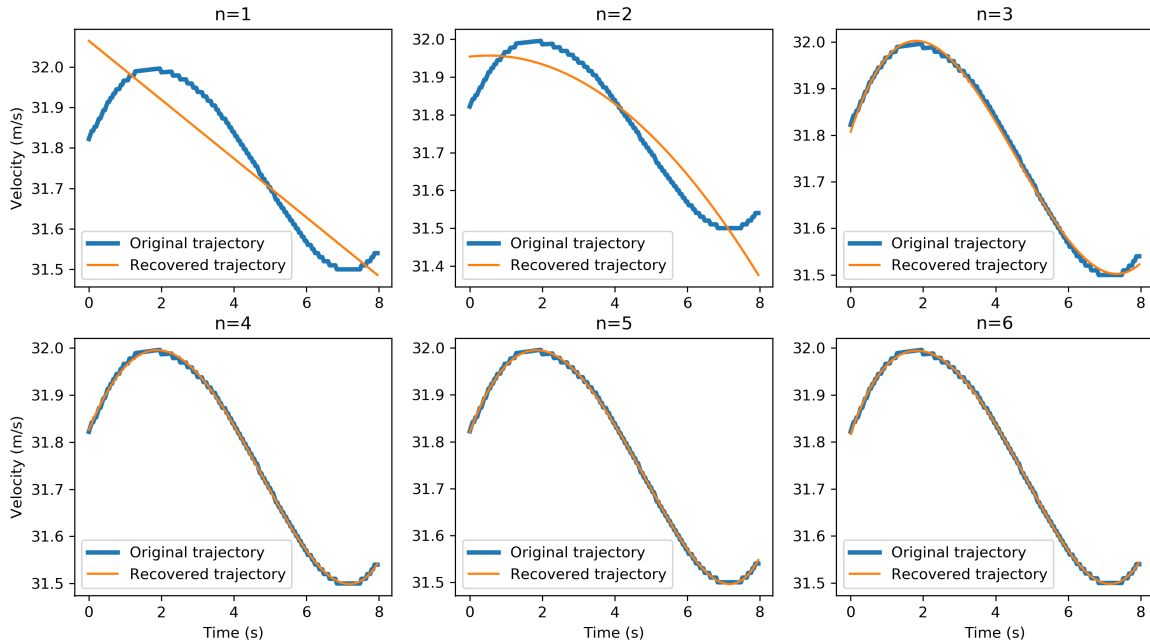 n=1
n=2
n=3
Velocity (m/s)
32.0
31.9
31.8
31.7
31.6
31.5
Original trajectory
Recovered trajectory
0
2
4
6
8
32.0
31.9
31.8
31.7
31.6
31.5
31.4
Original trajectory
Recovered trajectory
0
2
4
6
8
32.0
31.9
31.8
31.7
31.6
31.5
Original trajectory
Recovered trajectory
0
2
4
6
8
n=4
n=5
n=6
Velocity (m/s)
32.0
31.9
31.8
31.7
31.6
31.5
Original trajectory
Recovered trajectory
0
2
4
6
8
Time (s)
32.0
31.9
31.8
31.7
31.6
31.5
Original trajectory
Recovered trajectory
0
2
4
6
8
Time (s)
32.0
31.9
31.8
31.7
31.6
31.5
Original trajectory
Recovered trajectory
0
2
4
6
8
Time (s)